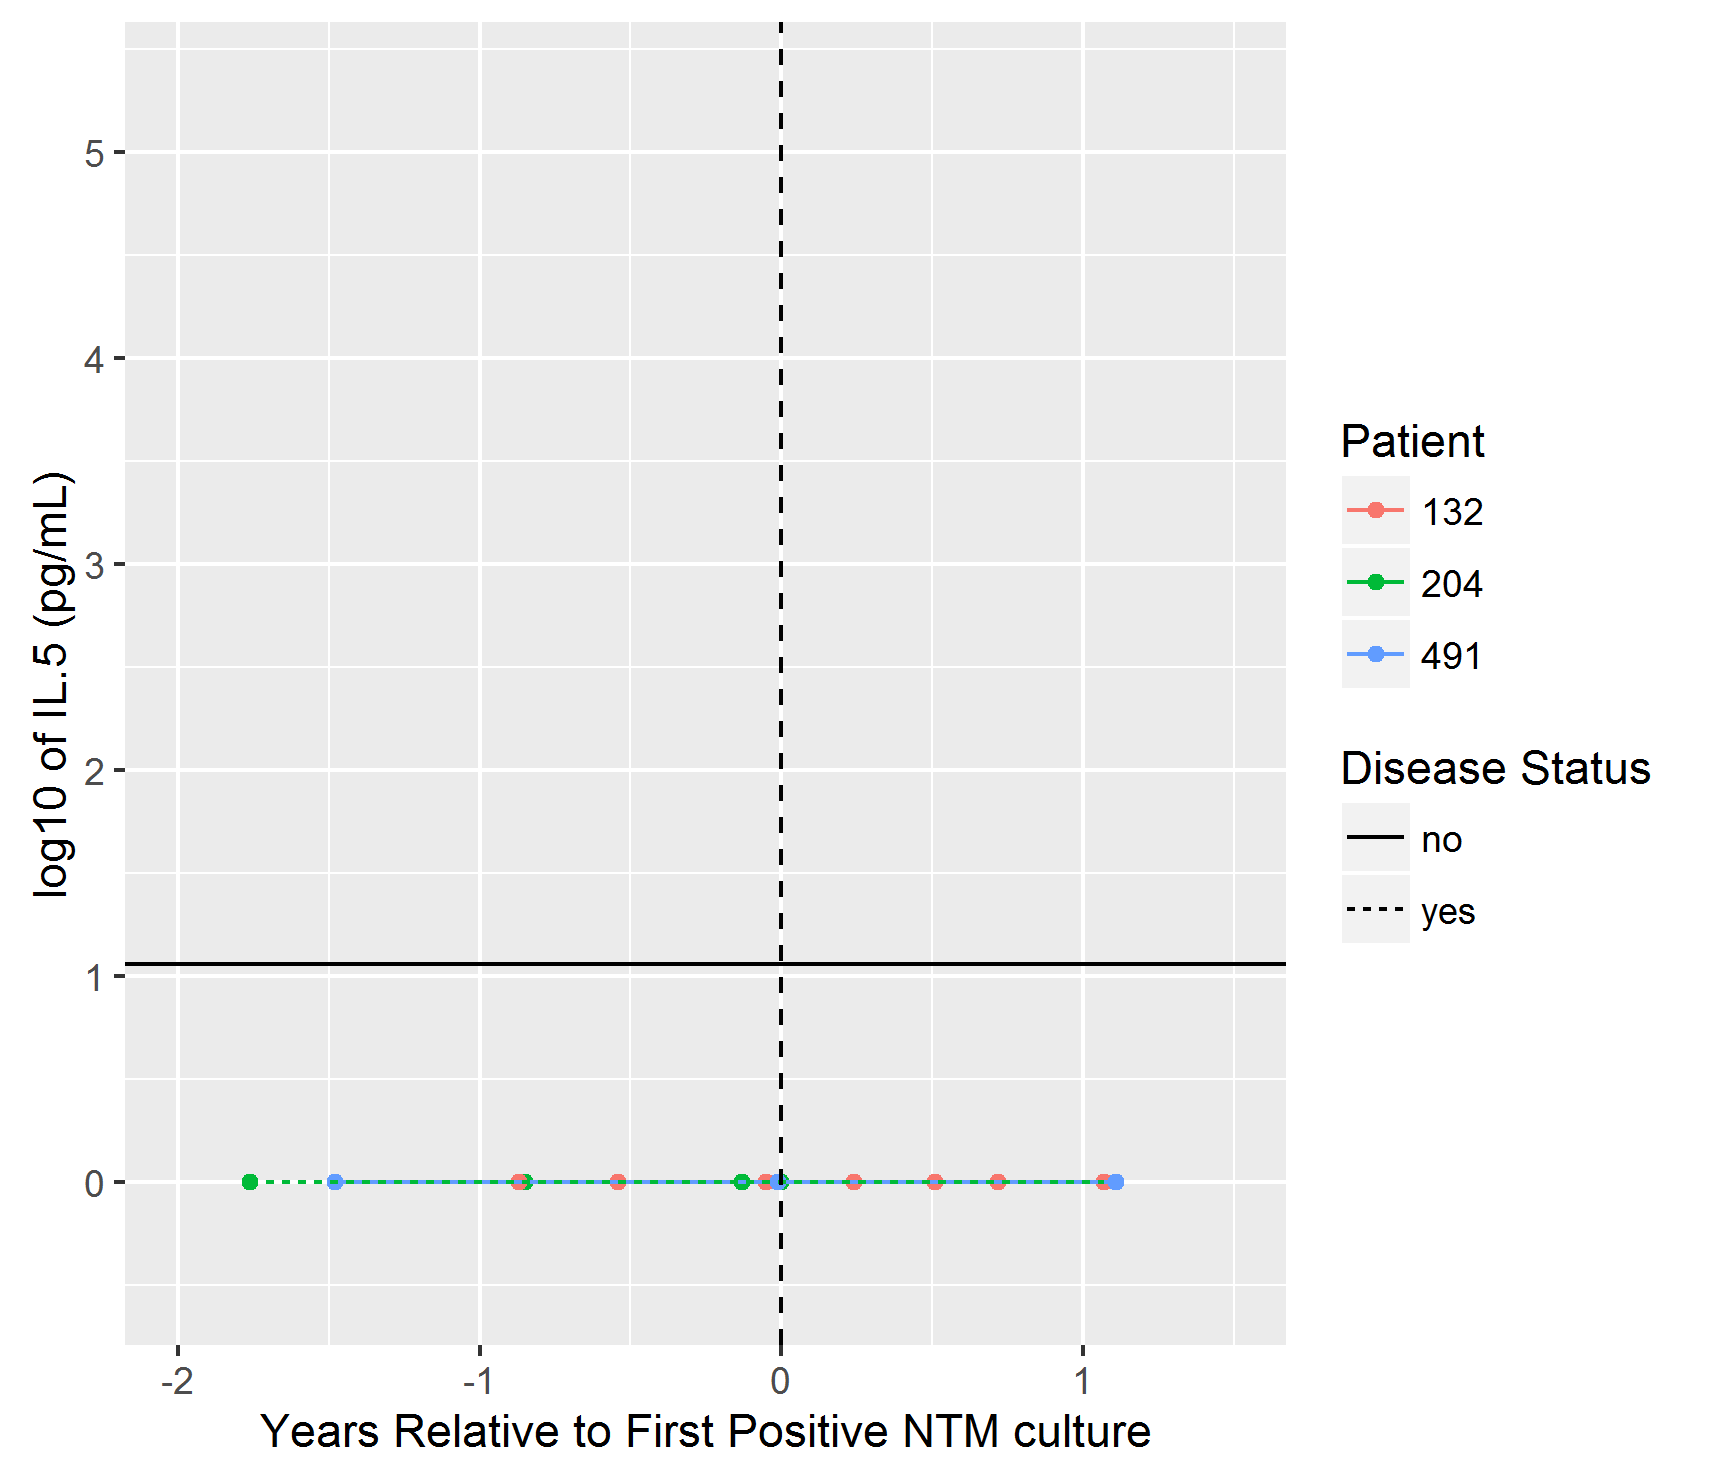 log10 of IL.5 (pg/mL)
5
4
3
2
1
0
-2
-1
0
1
Years Relative to First Positive NTM culture
Patient
132
204
491
Disease Status
no
yes